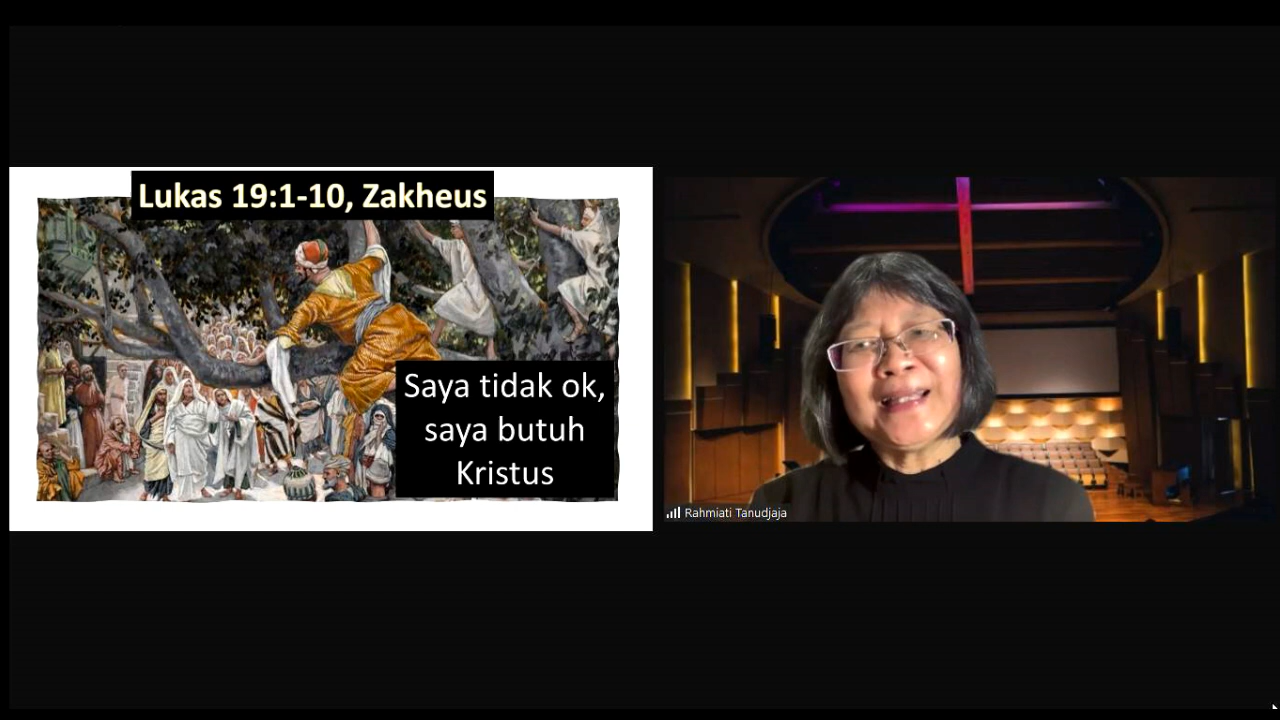 Lukas 19:1-10, Zakheus
Saya tidak ok,
saya butuh
Kristus
Rahmiati Tanudjaja